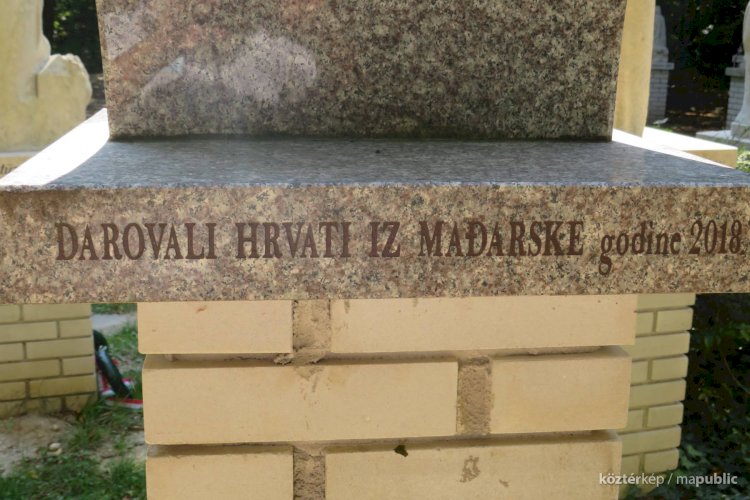 DAROVALI HRVATI IZ MAĐARSKE godine 2018.
köztérkép / mapublic